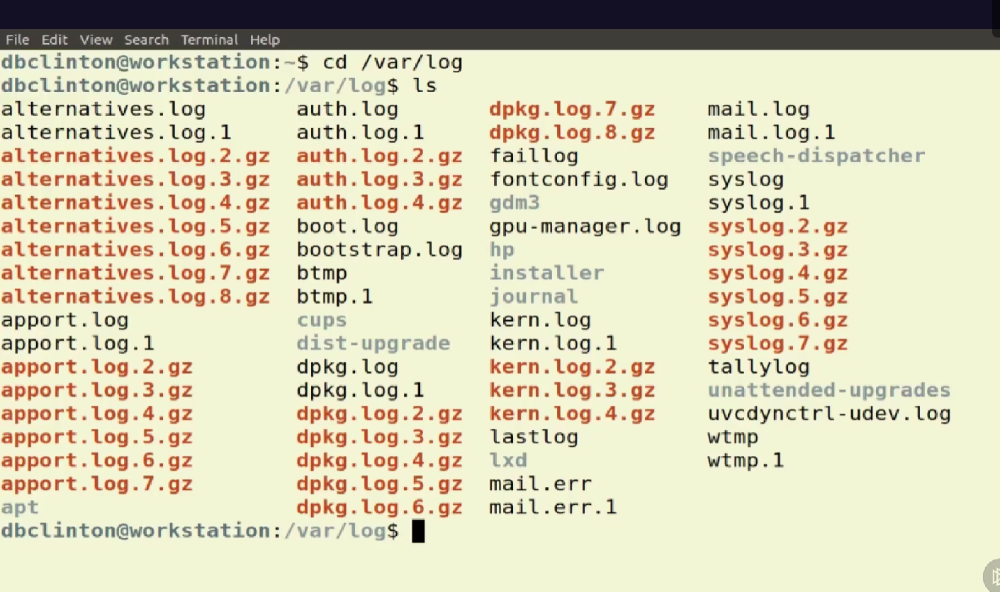 File Edit View Search Terminal Help
dbclinton@workstation:~$ cd /var/log
dbclinton@workstation:/var/log$ ls
alternatives.log auth.log dpkg.log.7.gz mail.log
alternatives.log.1 auth.log.1 dpkg.log.8.gz mail.log.1
alternatives.log.2.gz auth.log.2.gz faillog speech-dispatcher
alternatives.log.3.gz auth.log.3.gz fontconfig.log syslog
alternatives.log.4.gz auth.log.4.gz gdm3 syslog.1
alternatives.log.5.gz boot.log gpu-manager.log syslog.2.gz
alternatives.log.6.gz bootstrap.log hp syslog.3.gz
alternatives.log.7.gz btmp installer syslog.4.gz
alternatives.log.8.gz btmp.1 journal syslog.5.gz
apport.log cups kern.log syslog.6.gz
apport.log.1 dist-upgrade kern.log.1 syslog.7.gz
apport.log.2.gz dpkg.log kern.log.2.gz tallylog
apport.log.3.gz dpkg.log.1 kern.log.3.gz unattended-upgrades
apport.log.4.gz dpkg.log.2.gz kern.log.4.gz uvcdynctrl-udev.log
apport.log.5.gz dpkg.log.3.gz lastlog wtmp
apport.log.6.gz dpkg.log.4.gz lxd wtmp.1
apport.log.7.gz dpkg.log.5.gz mail.err
apt dpkg.log.6.gz mail.err.1
dbclinton@workstation:/var/log$